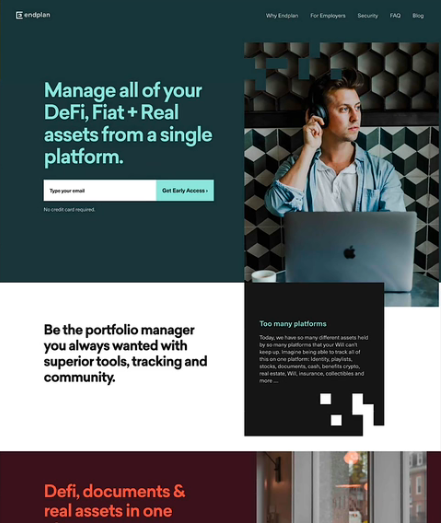 endplan
Why Endplan For Employers Security FAQ Blog
Manage all of your
DeFi, Fiat + Real
assets from a single
platform.
Type your email
Get Early Access ›
No credit card required.
Be the portfolio manager
you always wanted with
superior tools, tracking and
community.
Too many platforms
Today, we have so many different assets held
by so many platforms that your Will can't
keep up. Imagine being able to track all of
this on one platform: Identity, playlists,
stocks, documents, cash, benefits crypto,
real estate, Will, insurance, collectibles and
more ...
Defi, documents &
real assets in one